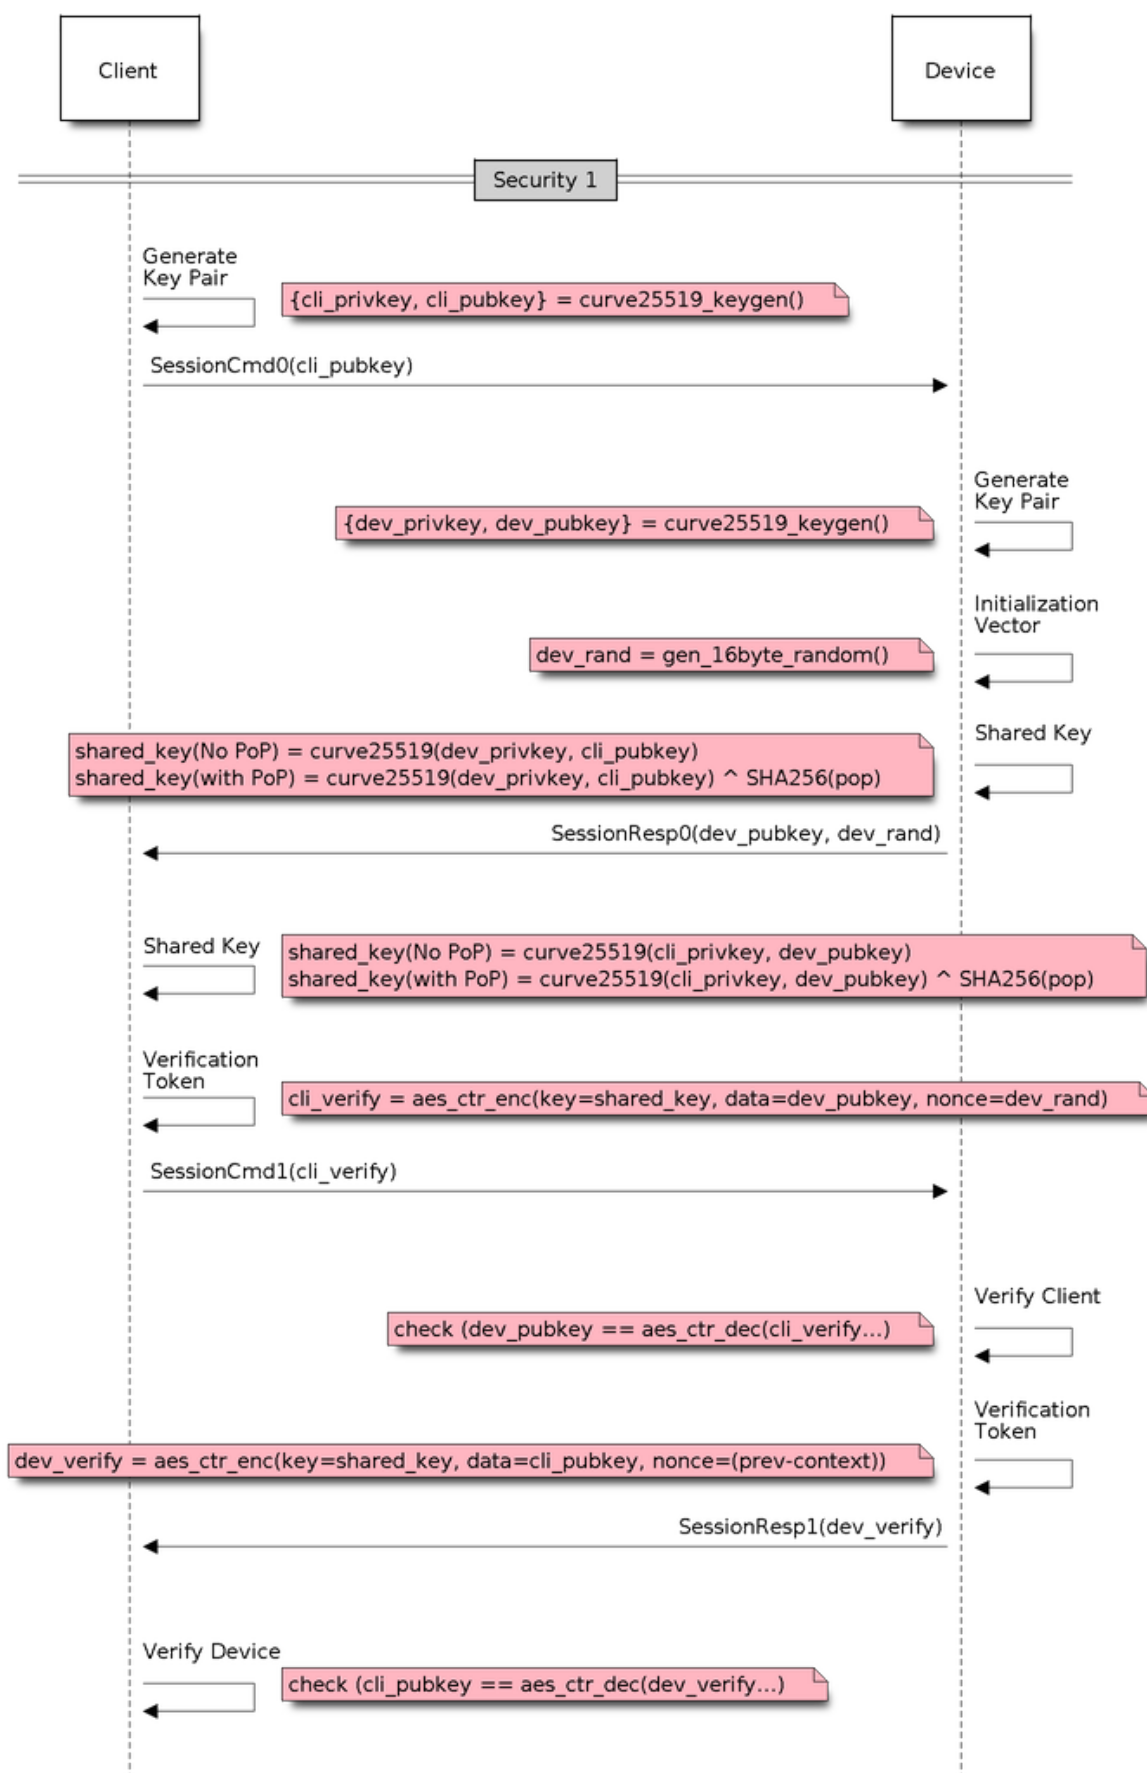 Client
Device
Security 1
Generate
Key Pair
{cli_privkey, cli_pubkey} = curve25519_keygen()
SessionCmd0(cli_pubkey)
Generate
Key Pair
{dev_privkey, dev_pubkey} = curve25519_keygen()
Initialization
Vector
dev_rand = gen_16byte_random()
Shared Key
shared_key(No PoP) = curve25519(dev_privkey, cli_pubkey)
shared_key(with PoP) = curve25519(dev_privkey, cli_pubkey) ^ SHA256(pop)
SessionResp0(dev_pubkey, dev_rand)
Shared Key
shared_key(No PoP) = curve25519(cli_privkey, dev_pubkey)
shared_key(with PoP) = curve25519(cli_privkey, dev_pubkey) ^ SHA256(pop)
Verification
Token
cli_verify = aes_ctr_enc(key=shared_key, data=dev_pubkey, nonce=dev_rand)
SessionCmd1(cli_verify)
Verify Client
check (dev_pubkey == aes_ctr_dec(cli_verify...)
Verification
Token
dev_verify = aes_ctr_enc(key=shared_key, data=cli_pubkey, nonce=(prev-context))
SessionResp1(dev_verify)
Verify Device
check (cli_pubkey == aes_ctr_dec(dev_verify...)